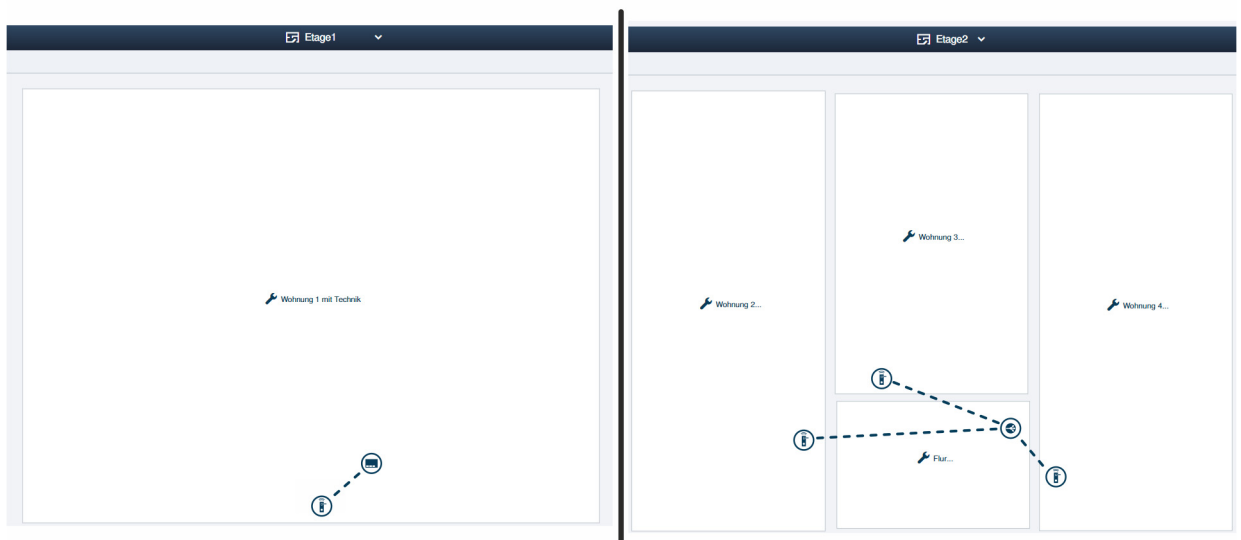 Etage1
Wohnung 1 mit Technik
Etage2
Wohnung 3...
Wohnung 2...
Wohnung 4...
Flur...